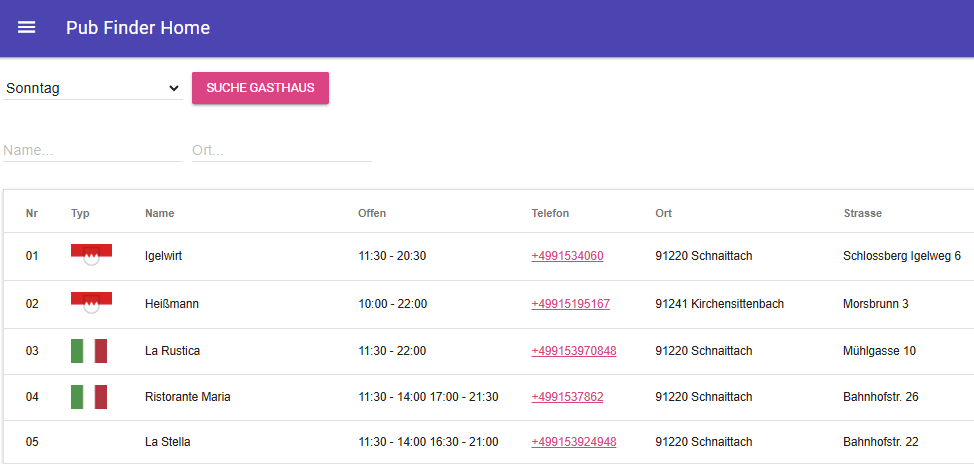 Pub Finder Home
Sonntag SUCHE GASTHAUS
Name... Ort...
Nr Typ Name Offen Telefon Ort Strasse
01 Igelwirt 11:30 - 20:30 +4991534060 91220 Schnaittach Schlossberg Igelweg 6
02 Heißmann 10:00 - 22:00 +49915195167 91241 Kirchensittenbach Morsbrunn 3
03 La Rustica 11:30 - 22:00 +499153970848 91220 Schnaittach Mühlgasse 10
04 Ristorante Maria 11:30 - 14:00 17:00 - 21:30 +4991537862 91220 Schnaittach Bahnhofstr. 26
05 La Stella 11:30 - 14:00 16:30 - 21:00 +499153924948 91220 Schnaittach Bahnhofstr. 22